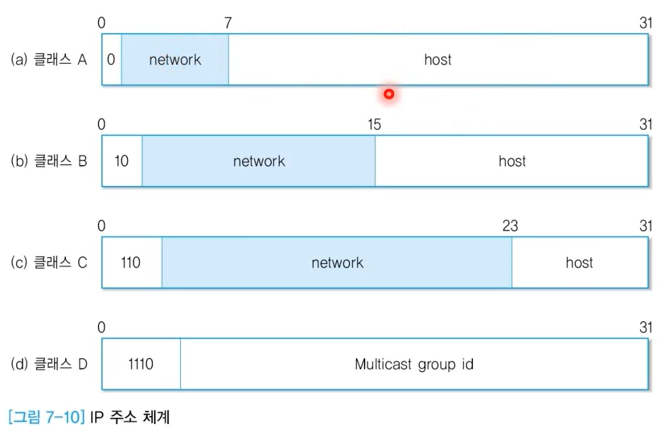 0 7 31
(a) 클래스 A 0 network host
0 15 31
(b) 클래스 B 10 network host
0 23 31
(c) 클래스 C 110 network host
0 31
(d) 클래스 D 1110 Multicast group id
[그림 7-10] IP 주소 체계